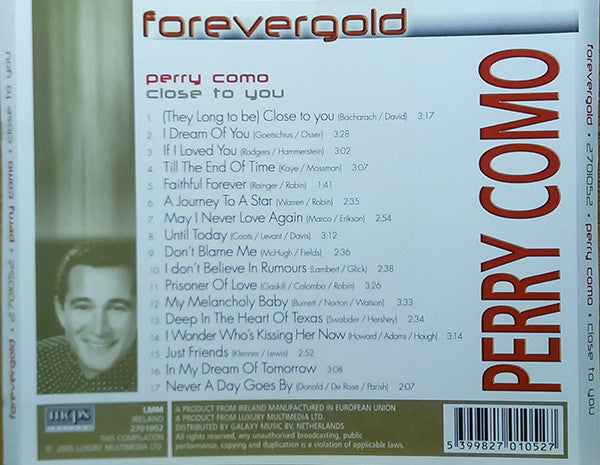 forevergold
perry como
close to you
1. (They Long to be) Close to you (Bacharach / David) 3:17
2. I Dream Of You (Goetschius / Osser) 3:28
3. If I Loved You (Rodgers / Hammerstein) 3:02
4. Till The End Of Time (Kaye / Mossman) 3:07
5. Faithful Forever (Rainger / Robin) 1:41
6. A Journey To A Star (Warren / Robin) 2:35
7. May I Never Love Again (Marco / Erikson) 2:54
8. Until Today (Coots / Levant / Davis) 3:12
9. Don't Blame Me (McHugh / Fields) 2:36
10. I don't Believe In Rumours (Lambert / Glick) 2:38
11. Prisoner Of Love (Gaskill / Colombo / Robin) 3:26
12. My Melancholy Baby (Burnett / Norton / Watson) 3:33
13. Deep In The Heart Of Texas (Swabder / Hershey) 2:34
14. I Wonder Who's Kissing Her Now (Howard / Adams / Hough) 3:14
15. Just Friends (Klenner / Lewis) 2:52
16. In My Dream Of Tomorrow 3:08
17. Never A Day Goes By (Donald / De Rose / Parish) 2:07
PERRY COMO
forevergold • 2701052 • perry como • close to you
forevergold • 2701052 • perry como • close to you
mcps
LMM
IRELAND
2701052
THIS COMPILATION
℗ 2005 LUXURY MULTIMEDIA LTD
A PRODUCT FROM IRELAND MANUFACTURED IN EUROPEAN UNION
A PRODUCT FROM LUXURY MULTIMEDIA LTD.
DISTRIBUTED BY GALAXY MUSIC BV, NETHERLANDS
All rights reserved, any unauthorised broadcasting, public
performance, copying and duplication is a violation of applicable laws.
5 399827 010527